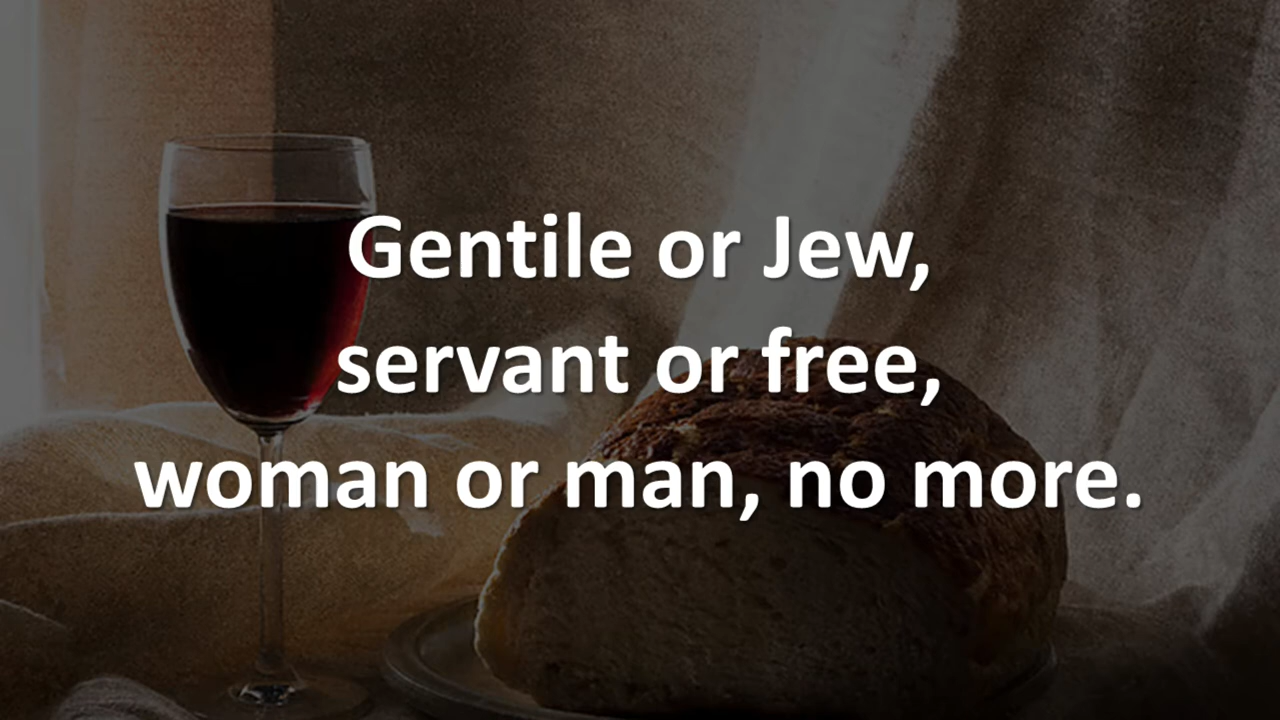 Gentile or Jew,
servant or free,
woman or man, no more.